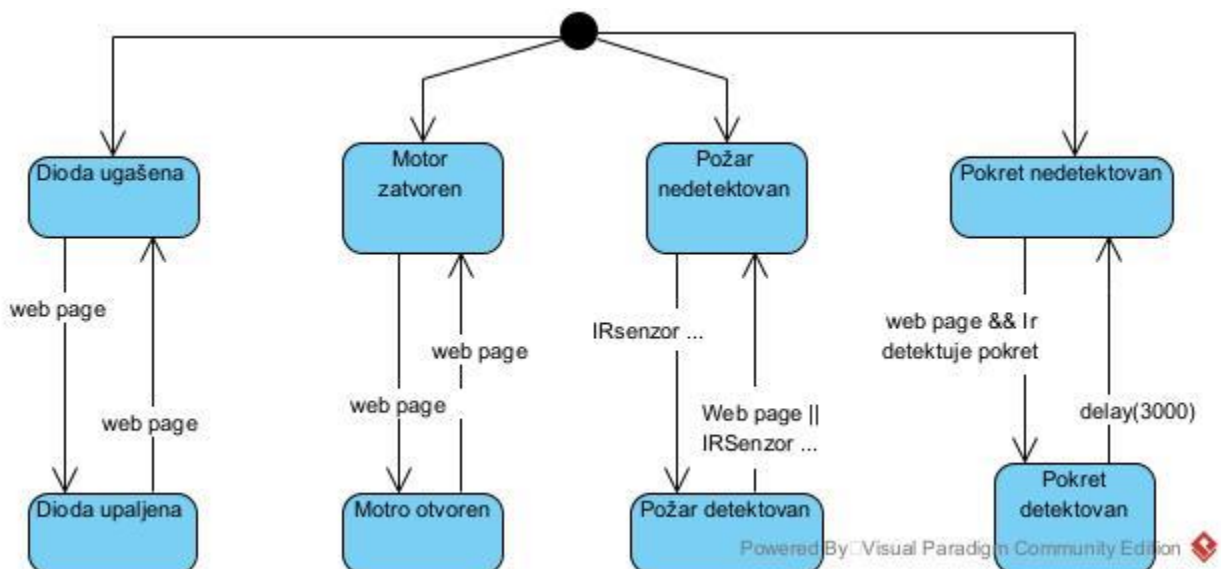 Dioda ugašena
Motor
zatvoren
Požar
nedetektovan
Pokret nedetektovan
web page
web page
web page
web page
IRsenzor ...
Web page ||
IRSenzor ...
web page && Ir
detektuje pokret
delay(3000)
Dioda upaljena
Motro otvoren
Požar detektovan
Pokret
detektovan
Powered By Visual Paradigm Community Edition